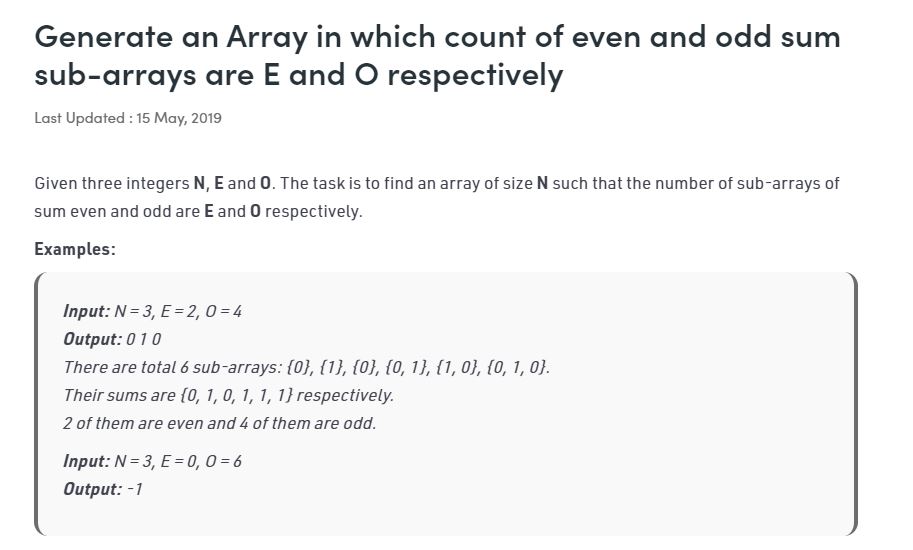 Generate an Array in which count of even and odd sum
sub-arrays are E and O respectively
Last Updated : 15 May, 2019
Given three integers N, E and O. The task is to find an array of size N such that the number of sub-arrays of
sum even and odd are E and O respectively.
Examples:
Input: N = 3, E = 2, O = 4
Output: 0 1 0
There are total 6 sub-arrays: {0}, {1}, {0}, {0, 1}, {1, 0}, {0, 1, 0}.
Their sums are {0, 1, 0, 1, 1, 1} respectively.
2 of them are even and 4 of them are odd.
Input: N = 3, E = 0, O = 6
Output: -1